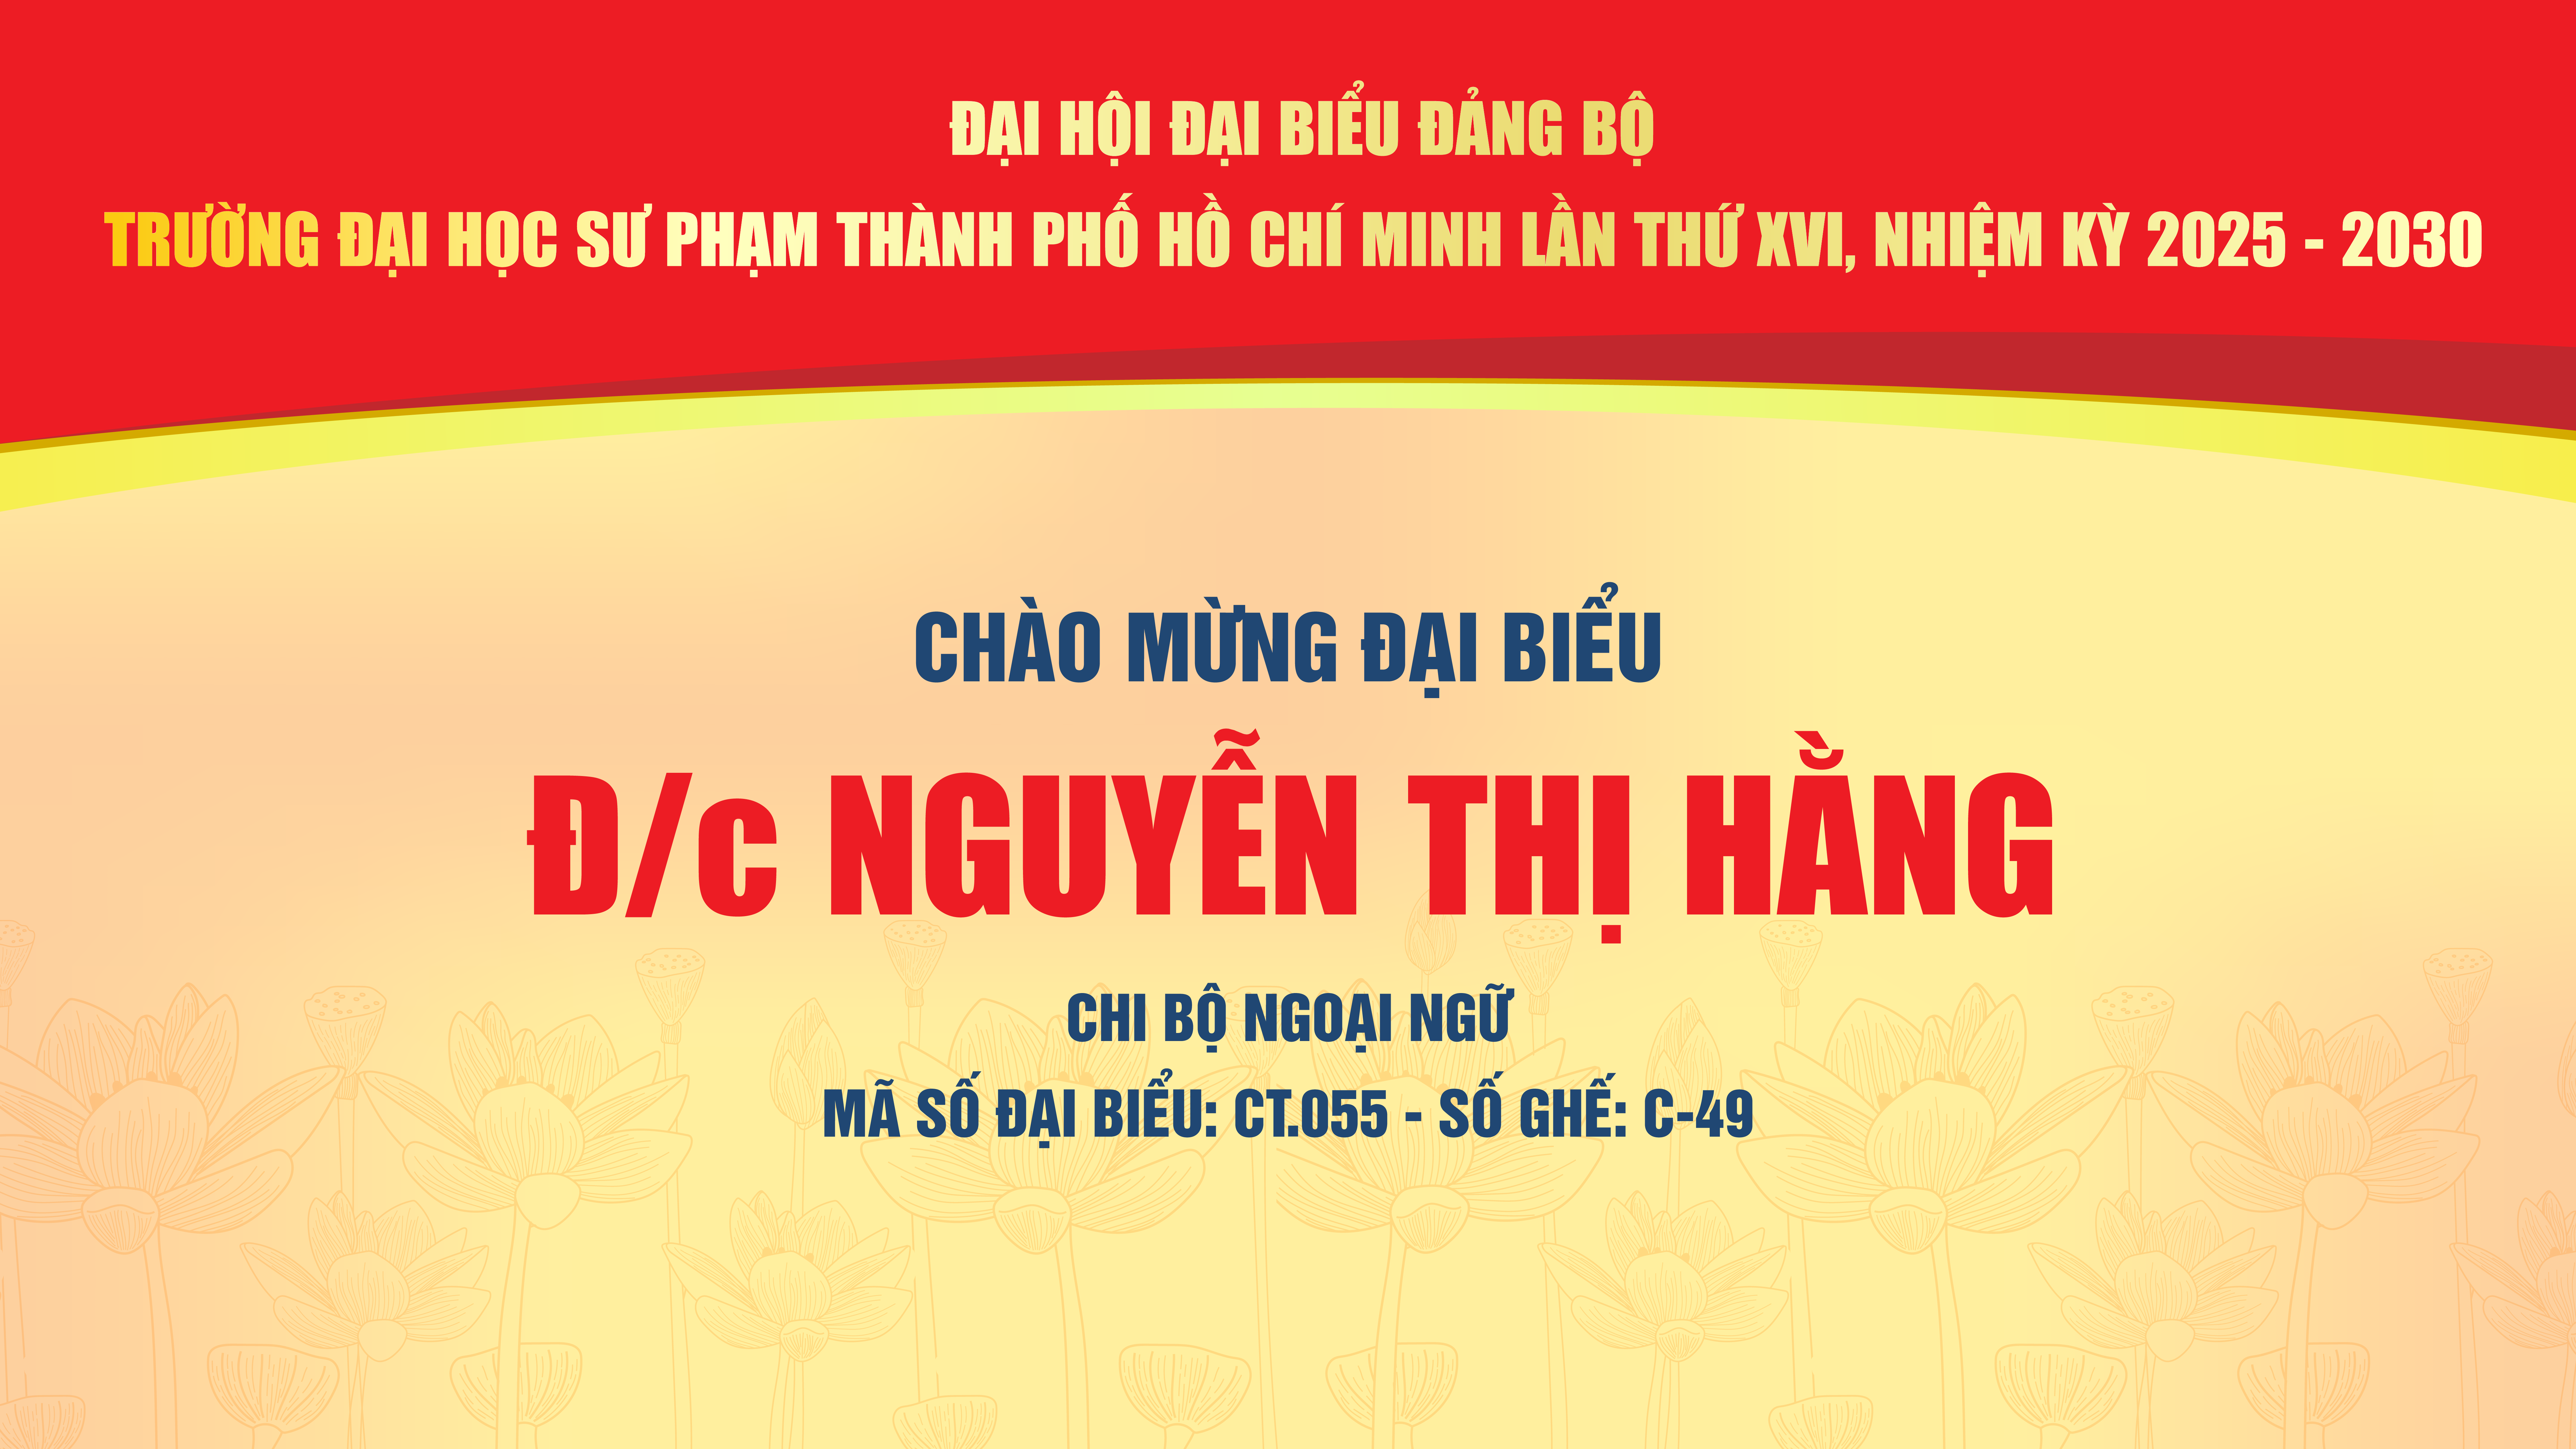 ĐẠI HỘI ĐẠI BIỂU ĐẢNG BỘ
TRƯỜNG ĐẠI HỌC SƯ PHẠM THÀNH PHỐ HỒ CHÍ MINH LẦN THỨ XVI, NHIỆM KỲ 2025 - 2030
CHÀO MỪNG ĐẠI BIỂU
Đ/c NGUYỄN THỊ HẰNG
CHI BỘ NGOẠI NGỮ
MÃ SỐ ĐẠI BIỂU: CT.055 - SỐ GHẾ: C-49